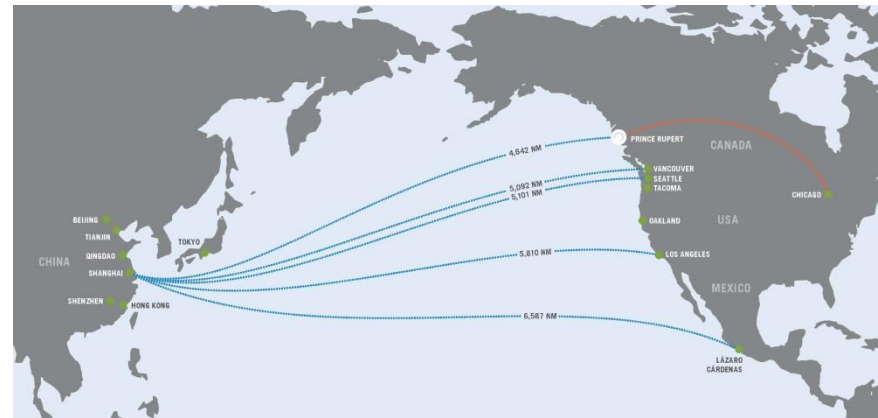 4,642 NM
PRINCE RUPERT
CANADA
5,092 NM
5,101 NM
VANCOUVER
SEATTLE
TACOMA
CHICAGO
BEIJING
TIANJIN
TOKYO
OAKLAND
USA
CHINA
QINGDAO
SHANGHAI
5,810 NM
LOS ANGELES
MEXICO
SHENZHEN
HONG KONG
6,587 NM
LÁZARO
CÁRDENAS